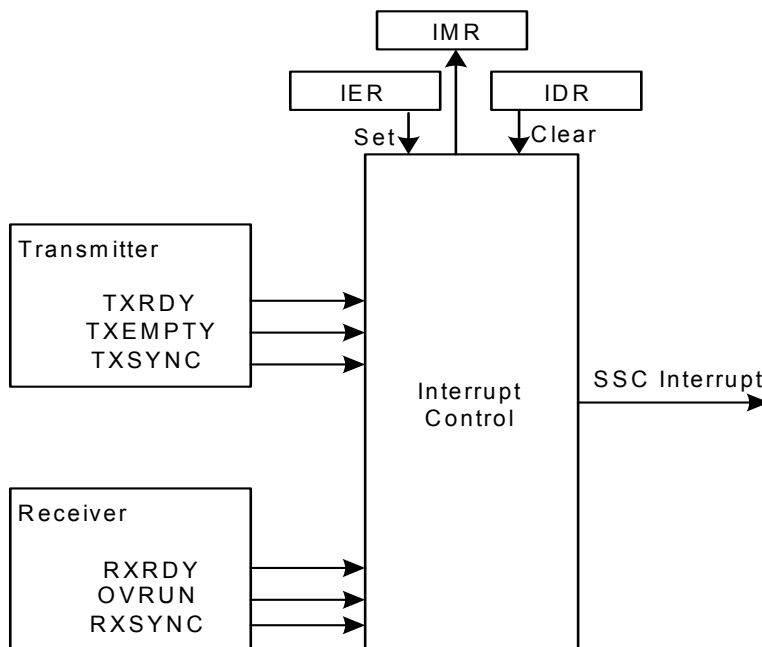 IMR
IER
IDR
Set
Clear
Transmitter
TXRDY
TXEMPTY
TXSYNC
Interrupt
Control
SSC Interrupt
Receiver
RXRDY
OVRUN
RXSYNC